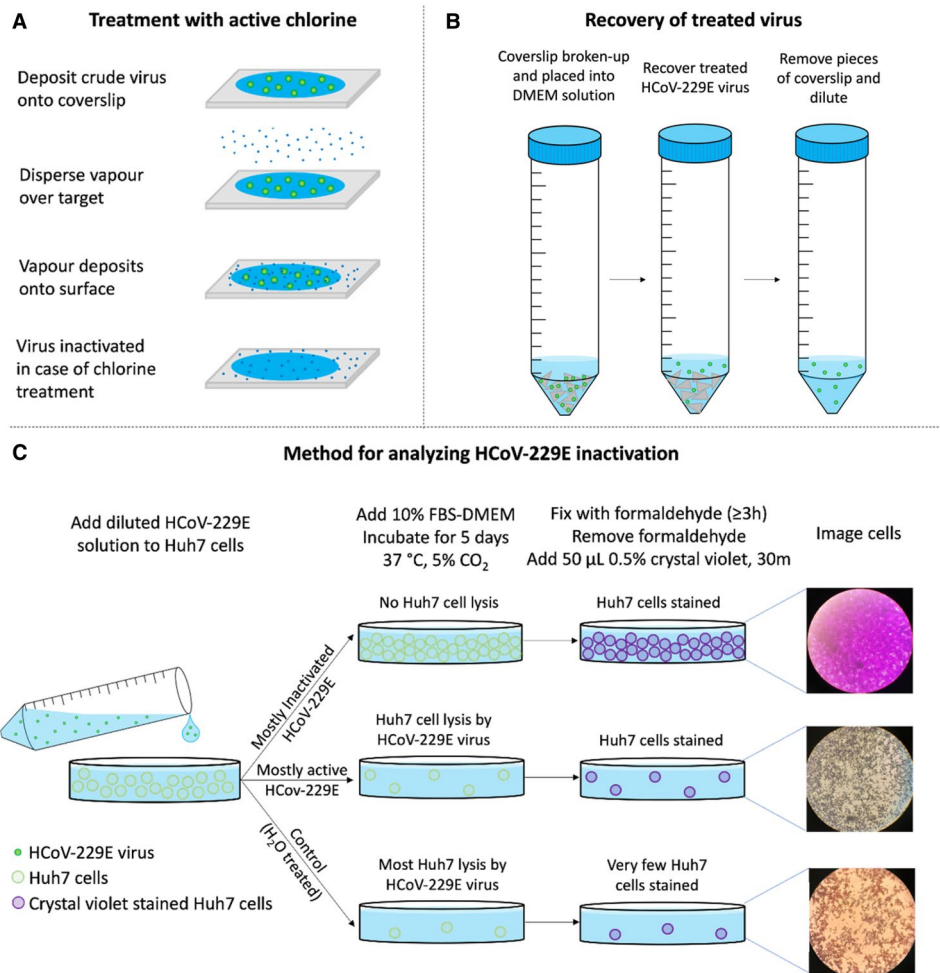 A
Treatment with active chlorine
Deposit crude virus
onto coverslip
Disperse vapour
over target
Vapour deposits
onto surface
Virus inactivated
in case of chlorine
treatment
B
Recovery of treated virus
Coverslip broken-up
and placed into
DMEM solution
Recover treated
HCoV-229E virus
Remove pieces
of coverslip and
dilute
C
Method for analyzing HCoV-229E inactivation
Add diluted HCoV-229E
solution to Huh7 cells
Add 10% FBS-DMEM
Incubate for 5 days
37 °C, 5% CO₂
Fix with formaldehyde (≥3h)
Remove formaldehyde
Add 50 µL 0.5% crystal violet, 30m
Image cells
Mostly Inactivated
HCoV-229E
No Huh7 cell lysis
Huh7 cells stained
Mostly active
HCov-229E
Huh7 cell lysis by
HCoV-229E virus
Huh7 cells stained
Control
(H₂O treated)
Most Huh7 lysis by
HCoV-229E virus
Very few Huh7
cells stained
HCoV-229E virus
Huh7 cells
Crystal violet stained Huh7 cells